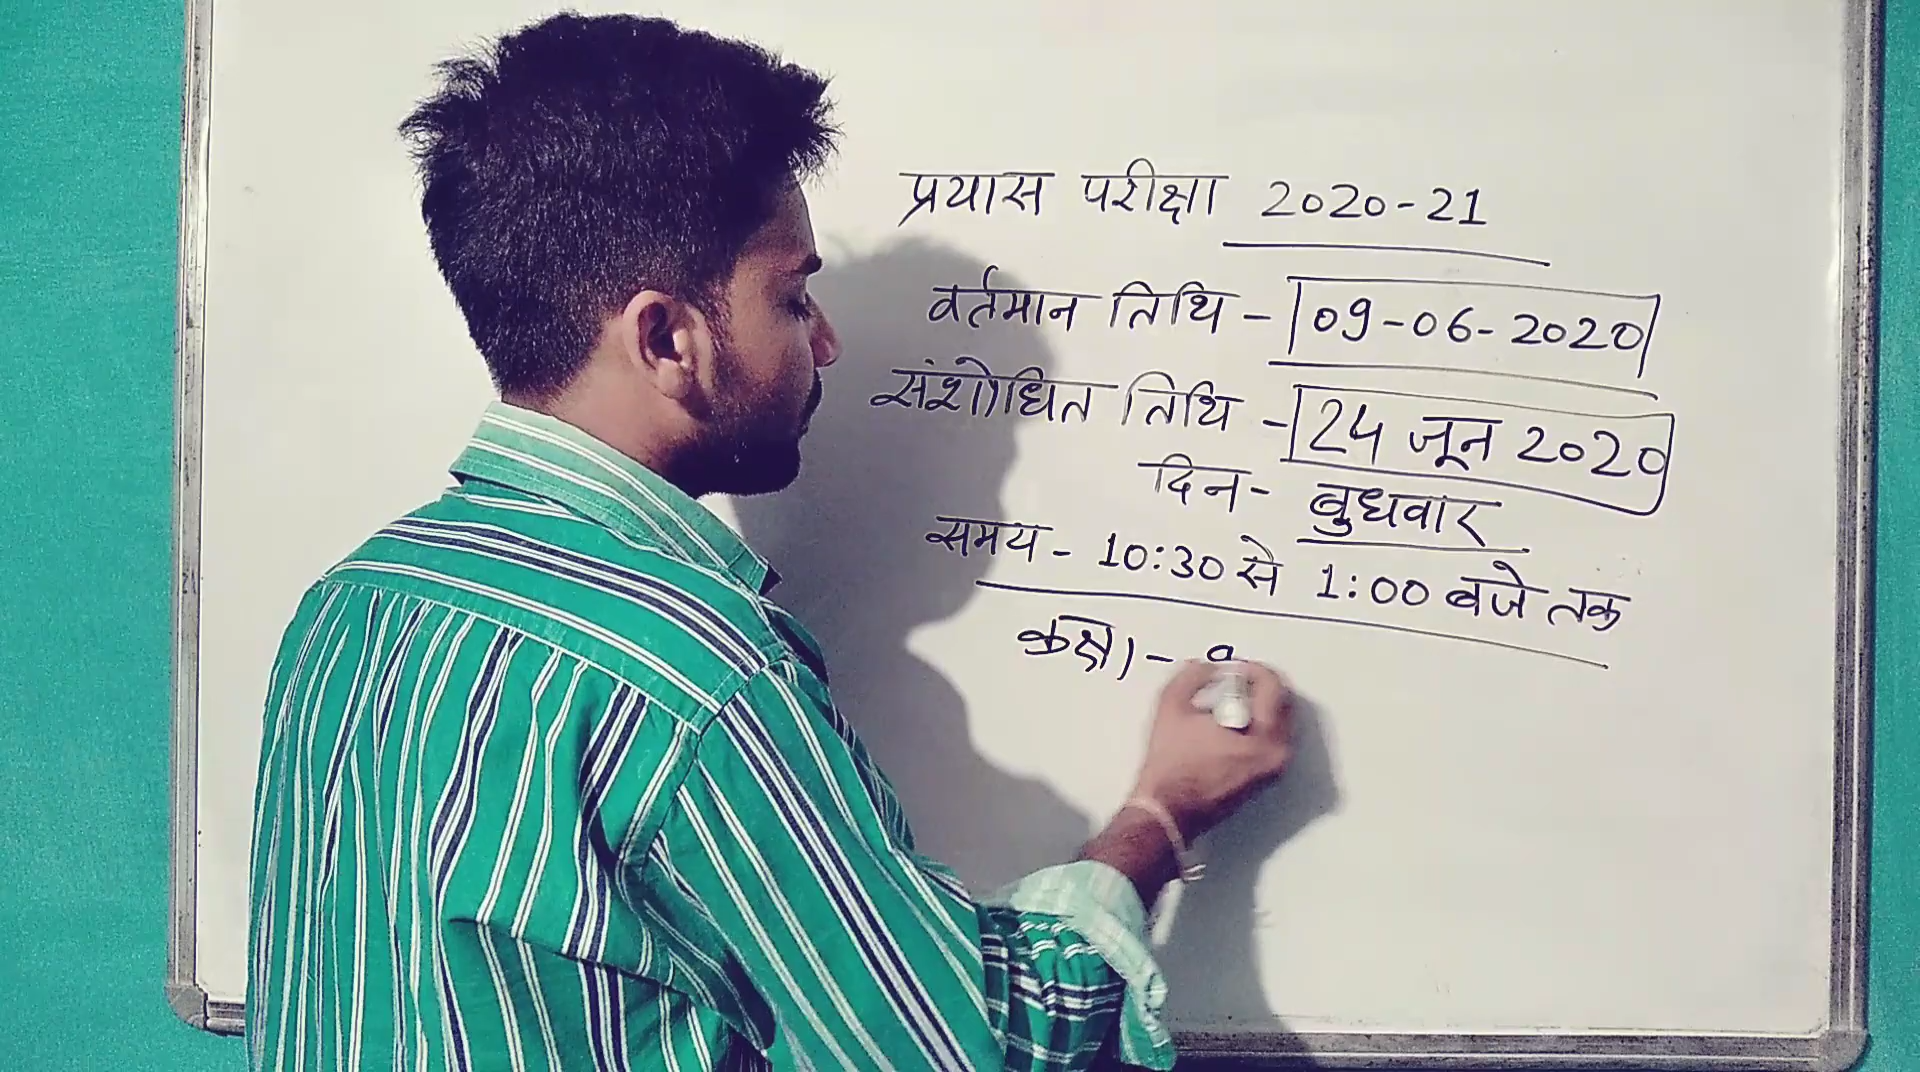 प्रयास परीक्षा 2020-21
वर्तमान तिथि - 09-06-2020
संशोधित तिथि - 24 जून 2020
दिन- बुधवार
समय- 10:30 से 1:00 बजे तक
कक्षा -